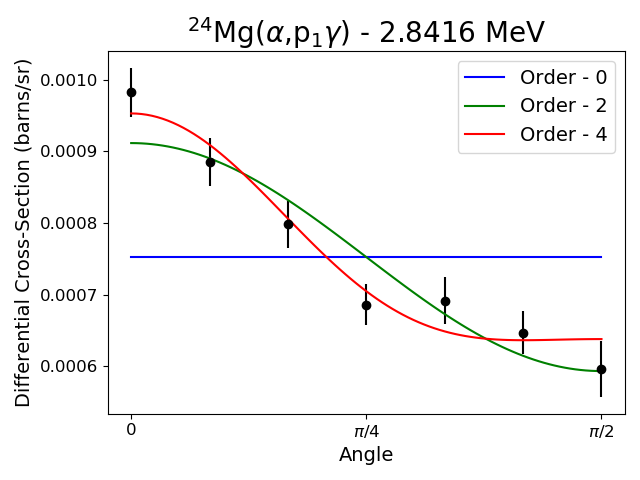 ²⁴Mg(α,p₁γ) - 2.8416 MeV
Order - 0
Order - 2
Order - 4
Differential Cross-Section (barns/sr)
0.0010
0.0009
0.0008
0.0007
0.0006
0
π/4
π/2
Angle